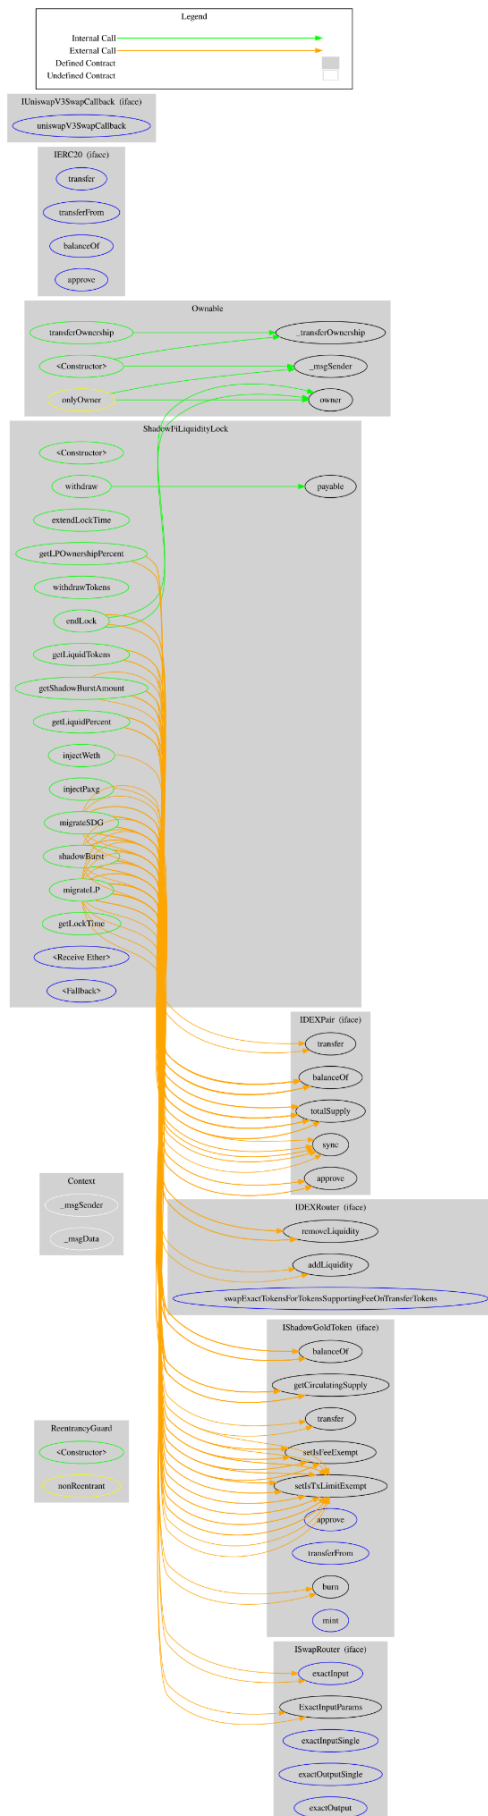 Legend
Internal Call
External Call
Defined Contract
Undefined Contract
IUniswapV3SwapCallback (iface)
uniswapV3SwapCallback
IERC20 (iface)
transfer
transferFrom
balanceOf
approve
Ownable
transferOwnership
_transferOwnership
<Constructor>
_msgSender
onlyOwner
owner
ShadowFiLiquidityLock
<Constructor>
withdraw
payable
extendLockTime
getLPOwnershipPercent
withdrawTokens
endLock
getLiquidTokens
getShadowBurstAmount
getLiquidPercent
injectWeth
injectPaxg
migrateSDG
shadowBurst
migrateLP
getLockTime
<Receive Ether>
<Fallback>
IDEXPair (iface)
transfer
balanceOf
totalSupply
sync
approve
Context
_msgSender
_msgData
IDEXRouter (iface)
removeLiquidity
addLiquidity
swapExactTokensForTokensSupportingFeeOnTransferTokens
IShadowGoldToken (iface)
balanceOf
getCirculatingSupply
transfer
setIsFeeExempt
setIsTxLimitExempt
approve
transferFrom
burn
mint
ReentrancyGuard
<Constructor>
nonReentrant
ISwapRouter (iface)
exactInput
ExactInputParams
exactInputSingle
exactOutputSingle
exactOutput